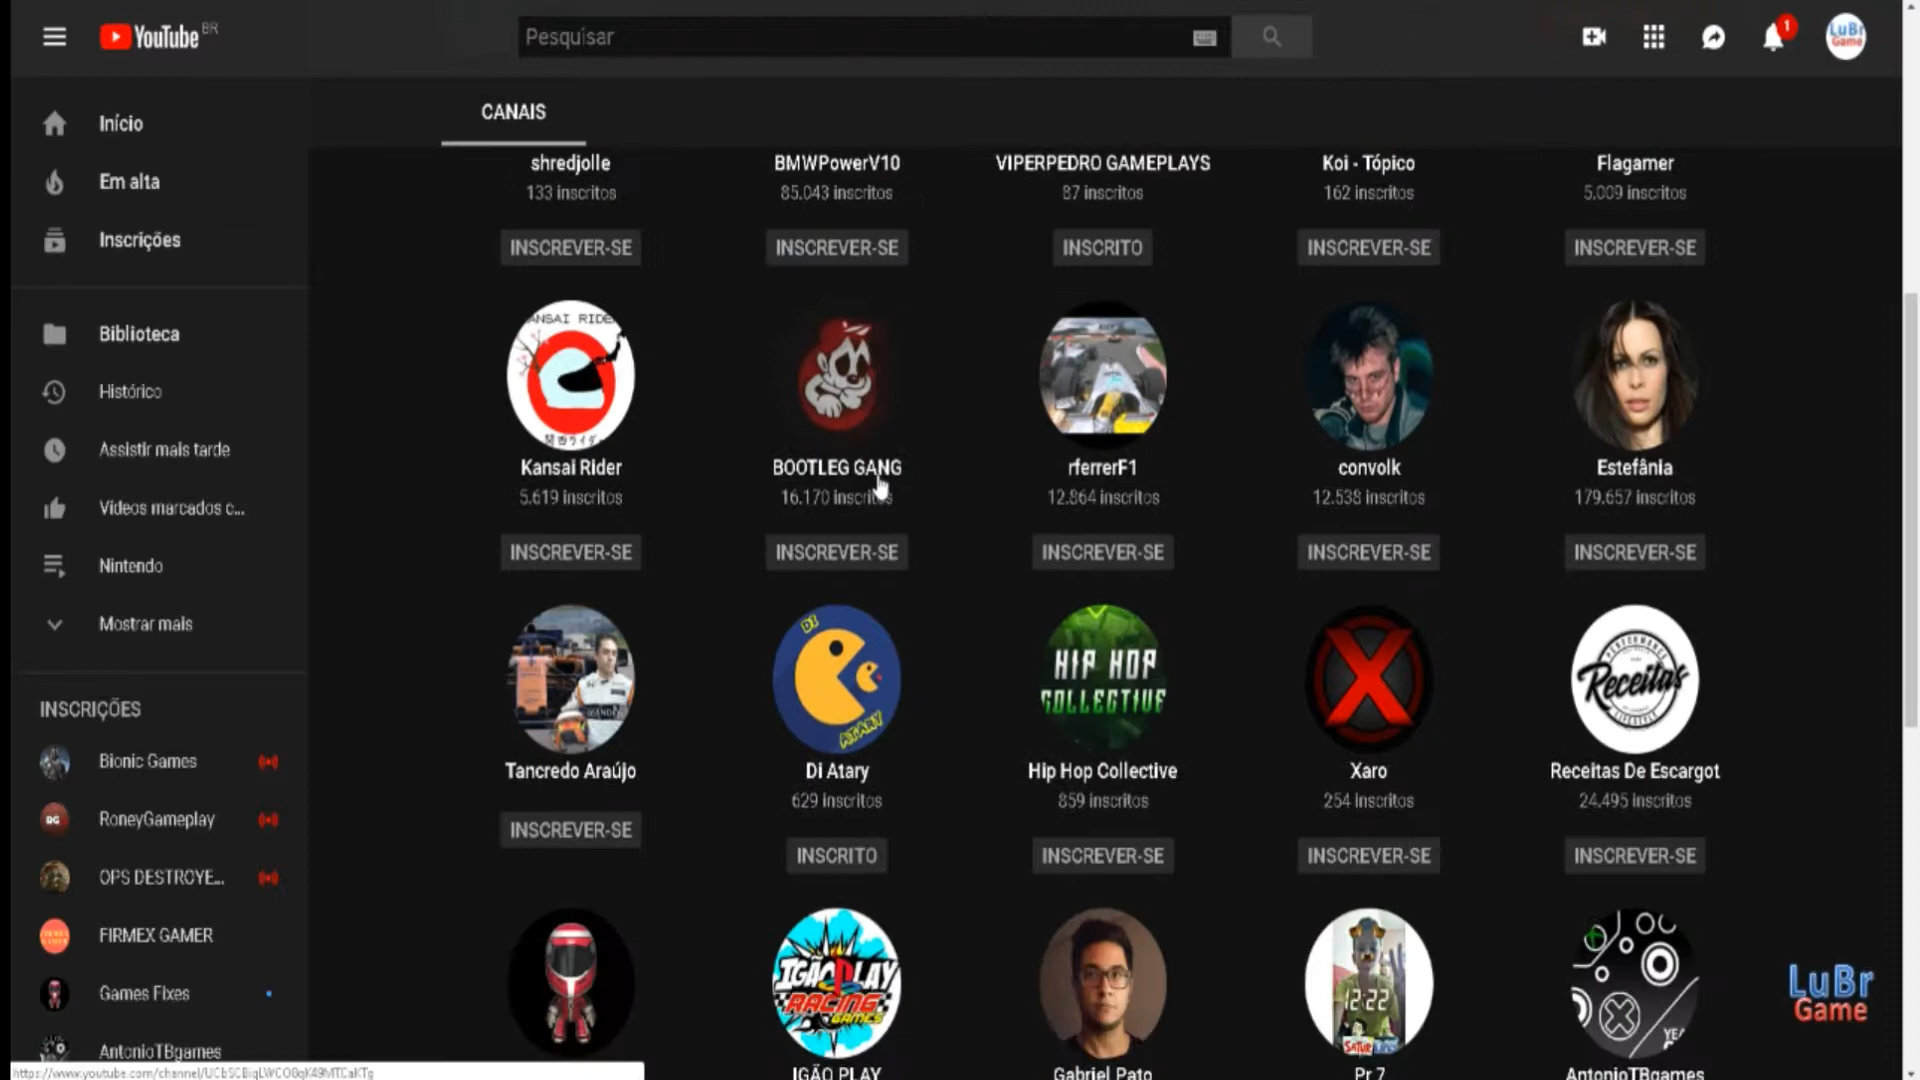 YouTube BR
Pesquisar
1
LuBr
Game
Início
Em alta
Inscrições
Biblioteca
Histórico
Assistir mais tarde
Vídeos marcados c...
Nintendo
Mostrar mais
INSCRIÇÕES
Bionic Games
RoneyGameplay
OPS DESTROYE...
FIRMEX GAMER
Games Fixes
AntonioTBgames
CANAIS
shredjolle
133 inscritos
INSCREVER-SE
BMWPowerV10
85.043 inscritos
INSCREVER-SE
VIPERPEDRO GAMEPLAYS
87 inscritos
INSCRITO
Koi - Tópico
162 inscritos
INSCREVER-SE
Flagamer
5.009 inscritos
INSCREVER-SE
Kansai Rider
5.619 inscritos
INSCREVER-SE
BOOTLEG GANG
16.170 inscritos
INSCREVER-SE
rferrerF1
12.864 inscritos
INSCREVER-SE
convolk
12.538 inscritos
INSCREVER-SE
Estefânia
179.657 inscritos
INSCREVER-SE
Tancredo Araújo
INSCREVER-SE
DI
ATARY
Di Atary
629 inscritos
INSCRITO
HIP HOP
COLLECTIVE
Hip Hop Collective
859 inscritos
INSCREVER-SE
X
Xaro
254 inscritos
INSCREVER-SE
PERFORMANCE
Receitas
LIFESTYLE
Receitas De Escargot
24.495 inscritos
INSCREVER-SE
IGÃO PLAY
RACING
GAMES
IGÃO PLAY
Gabriel Pato
12:22
Pr 7
AntonioTBgames
LuBr
Game